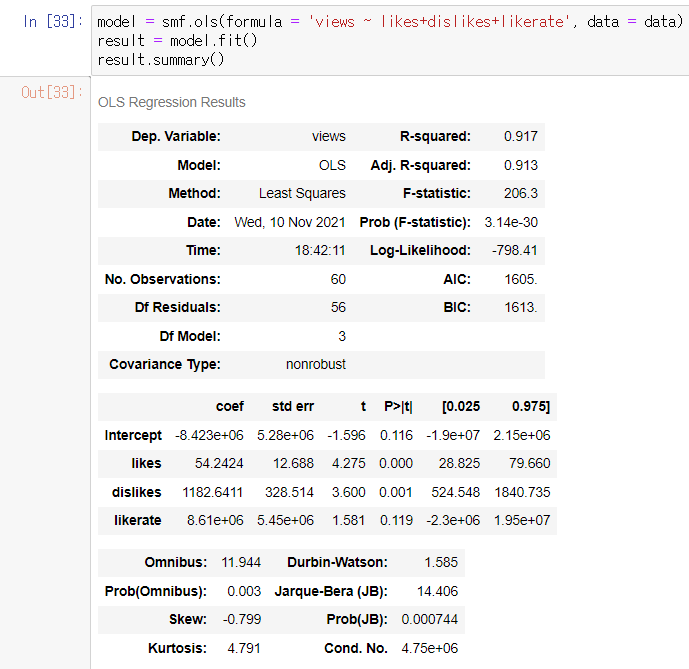 In [33]: model = smf.ols(formula = 'views ~ likes+dislikes+likerate', data = data)
result = model.fit()
result.summary()
Out[33]:
OLS Regression Results
Dep. Variable: views R-squared: 0.917
Model: OLS Adj. R-squared: 0.913
Method: Least Squares F-statistic: 206.3
Date: Wed, 10 Nov 2021 Prob (F-statistic): 3.14e-30
Time: 18:42:11 Log-Likelihood: -798.41
No. Observations: 60 AIC: 1605.
Df Residuals: 56 BIC: 1613.
Df Model: 3
Covariance Type: nonrobust
coef std err t P>|t| [0.025 0.975]
Intercept -8.423e+06 5.28e+06 -1.596 0.116 -1.9e+07 2.15e+06
likes 54.2424 12.688 4.275 0.000 28.825 79.660
dislikes 1182.6411 328.514 3.600 0.001 524.548 1840.735
likerate 8.61e+06 5.45e+06 1.581 0.119 -2.3e+06 1.95e+07
Omnibus: 11.944 Durbin-Watson: 1.585
Prob(Omnibus): 0.003 Jarque-Bera (JB): 14.406
Skew: -0.799 Prob(JB): 0.000744
Kurtosis: 4.791 Cond. No. 4.75e+06